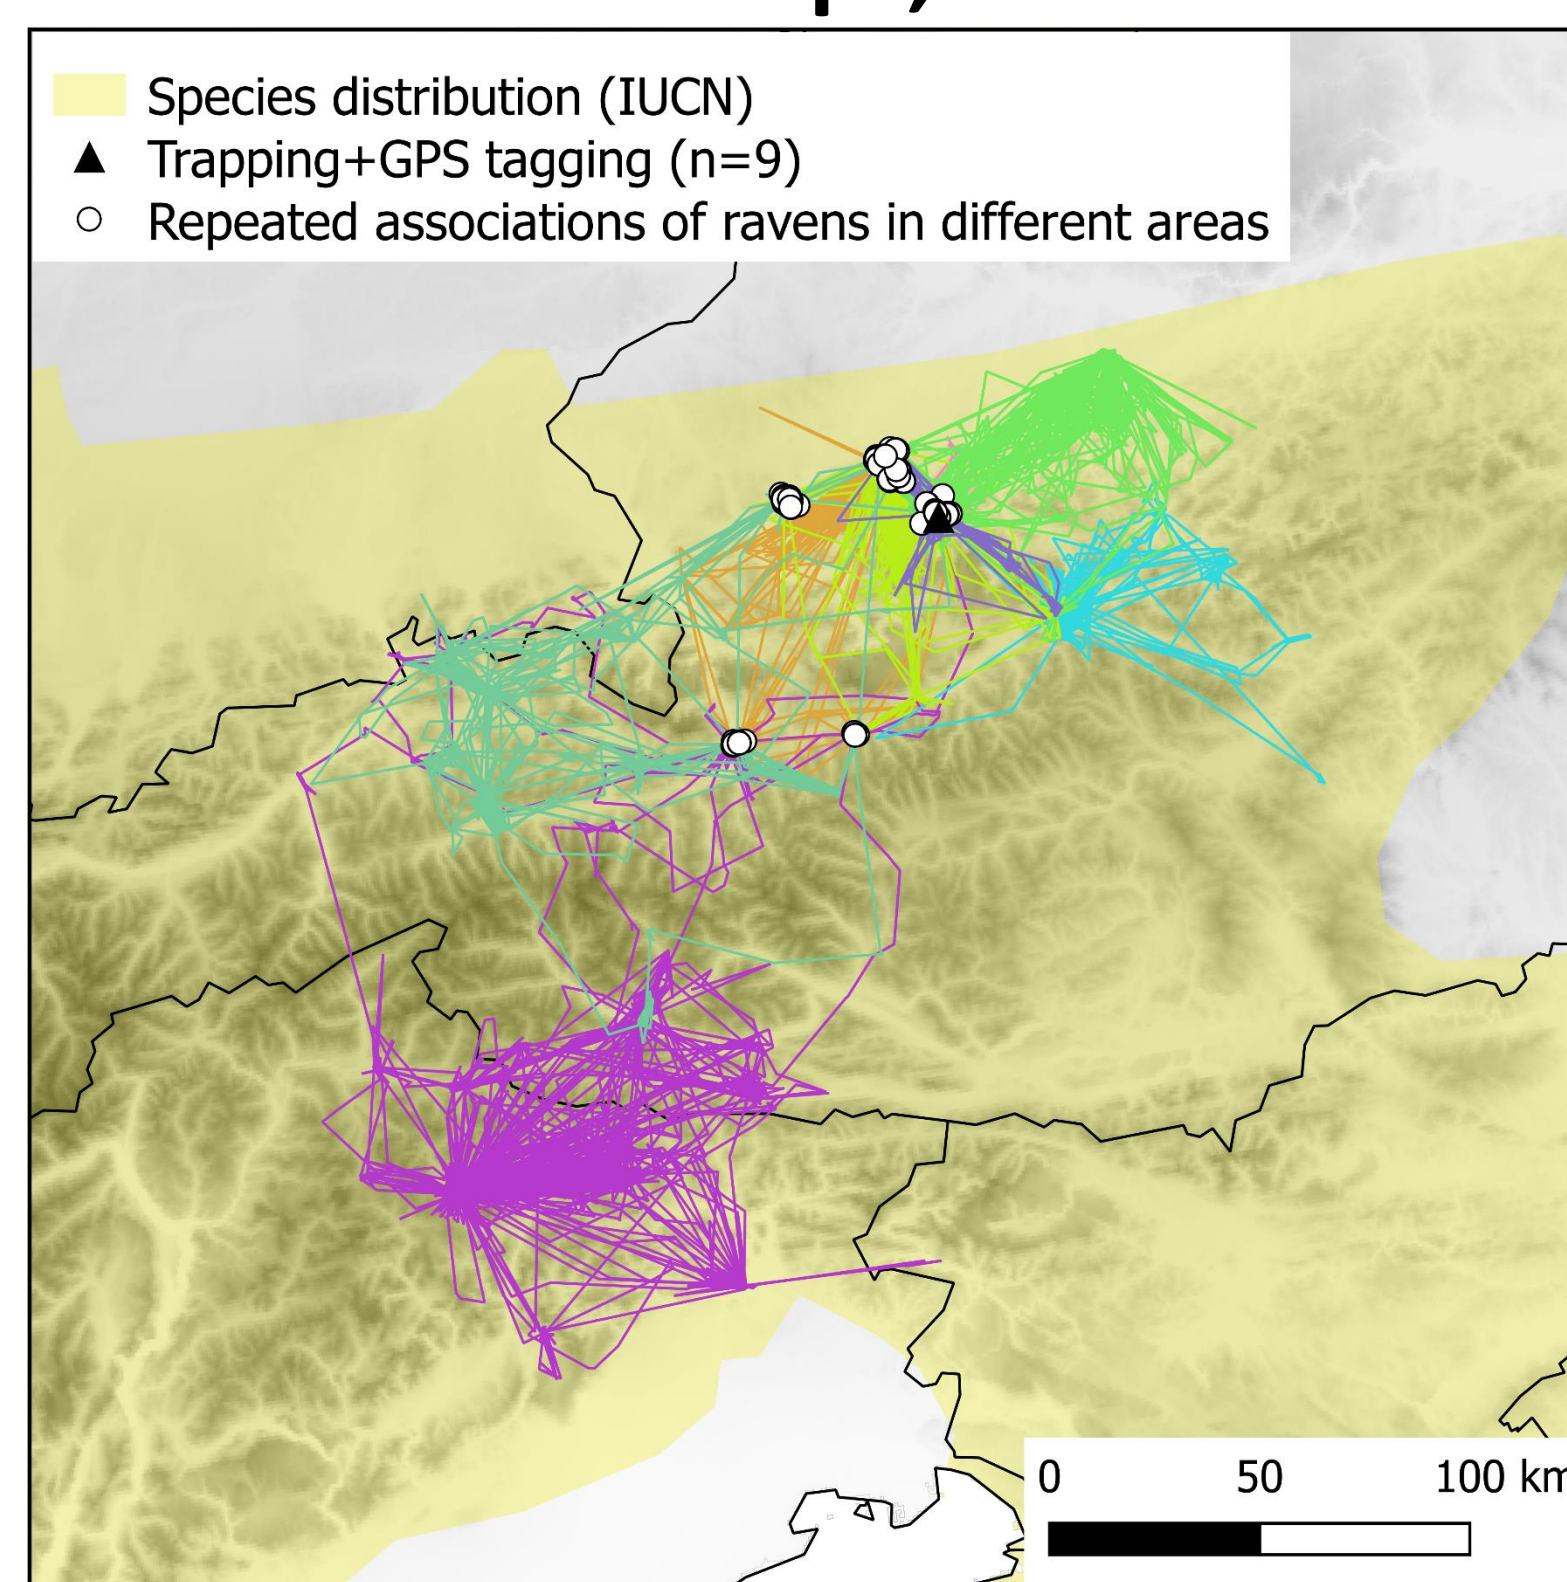 Species distribution (IUCN)
Trapping+GPS tagging (n=9)
Repeated associations of ravens in different areas
0 50 100 km